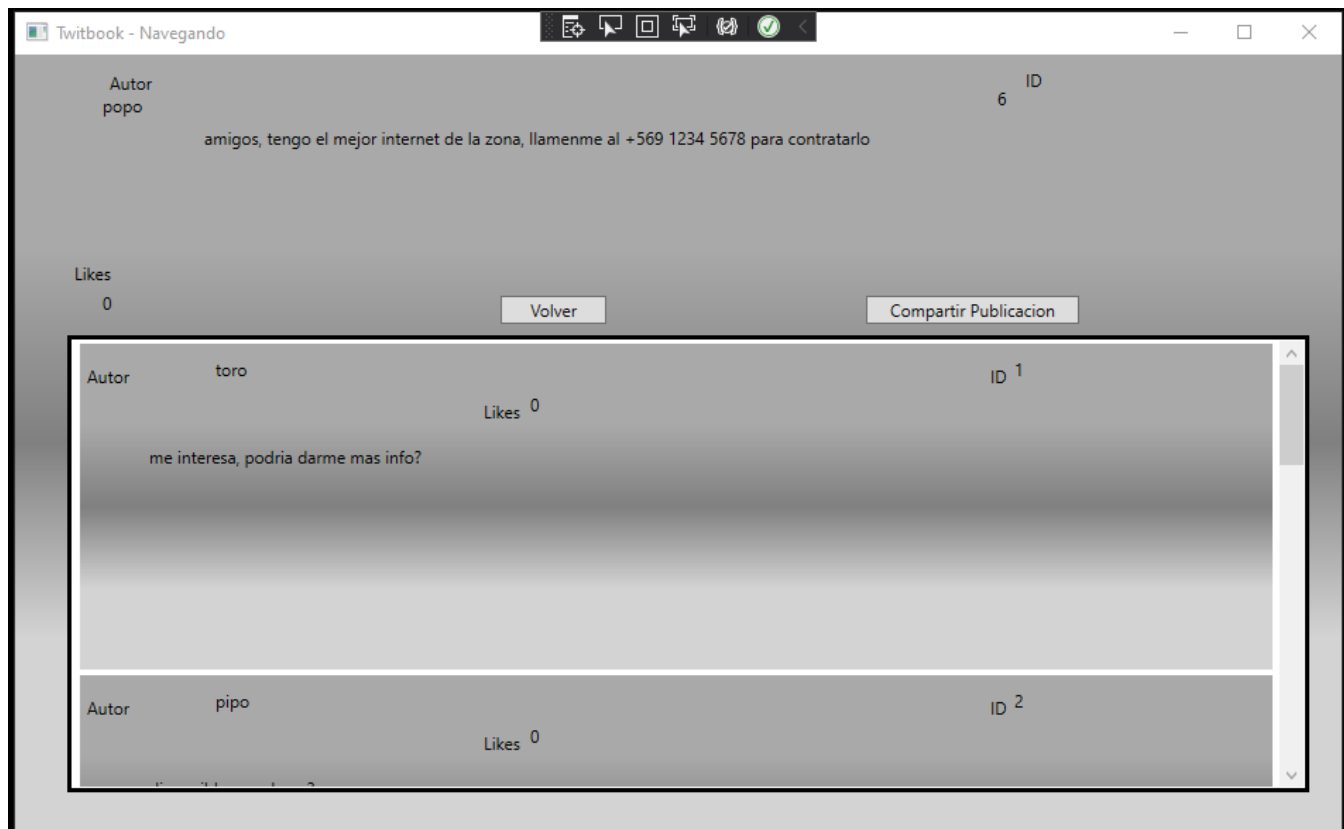 Twitbook - Navegando
Autor
ID
popo
6
amigos, tengo el mejor internet de la zona, llamenme al +569 1234 5678 para contratarlo
Likes
0
Volver
Compartir Publicacion
Autor
toro
ID 1
Likes 0
me interesa, podria darme mas info?
Autor
pipo
ID 2
Likes 0